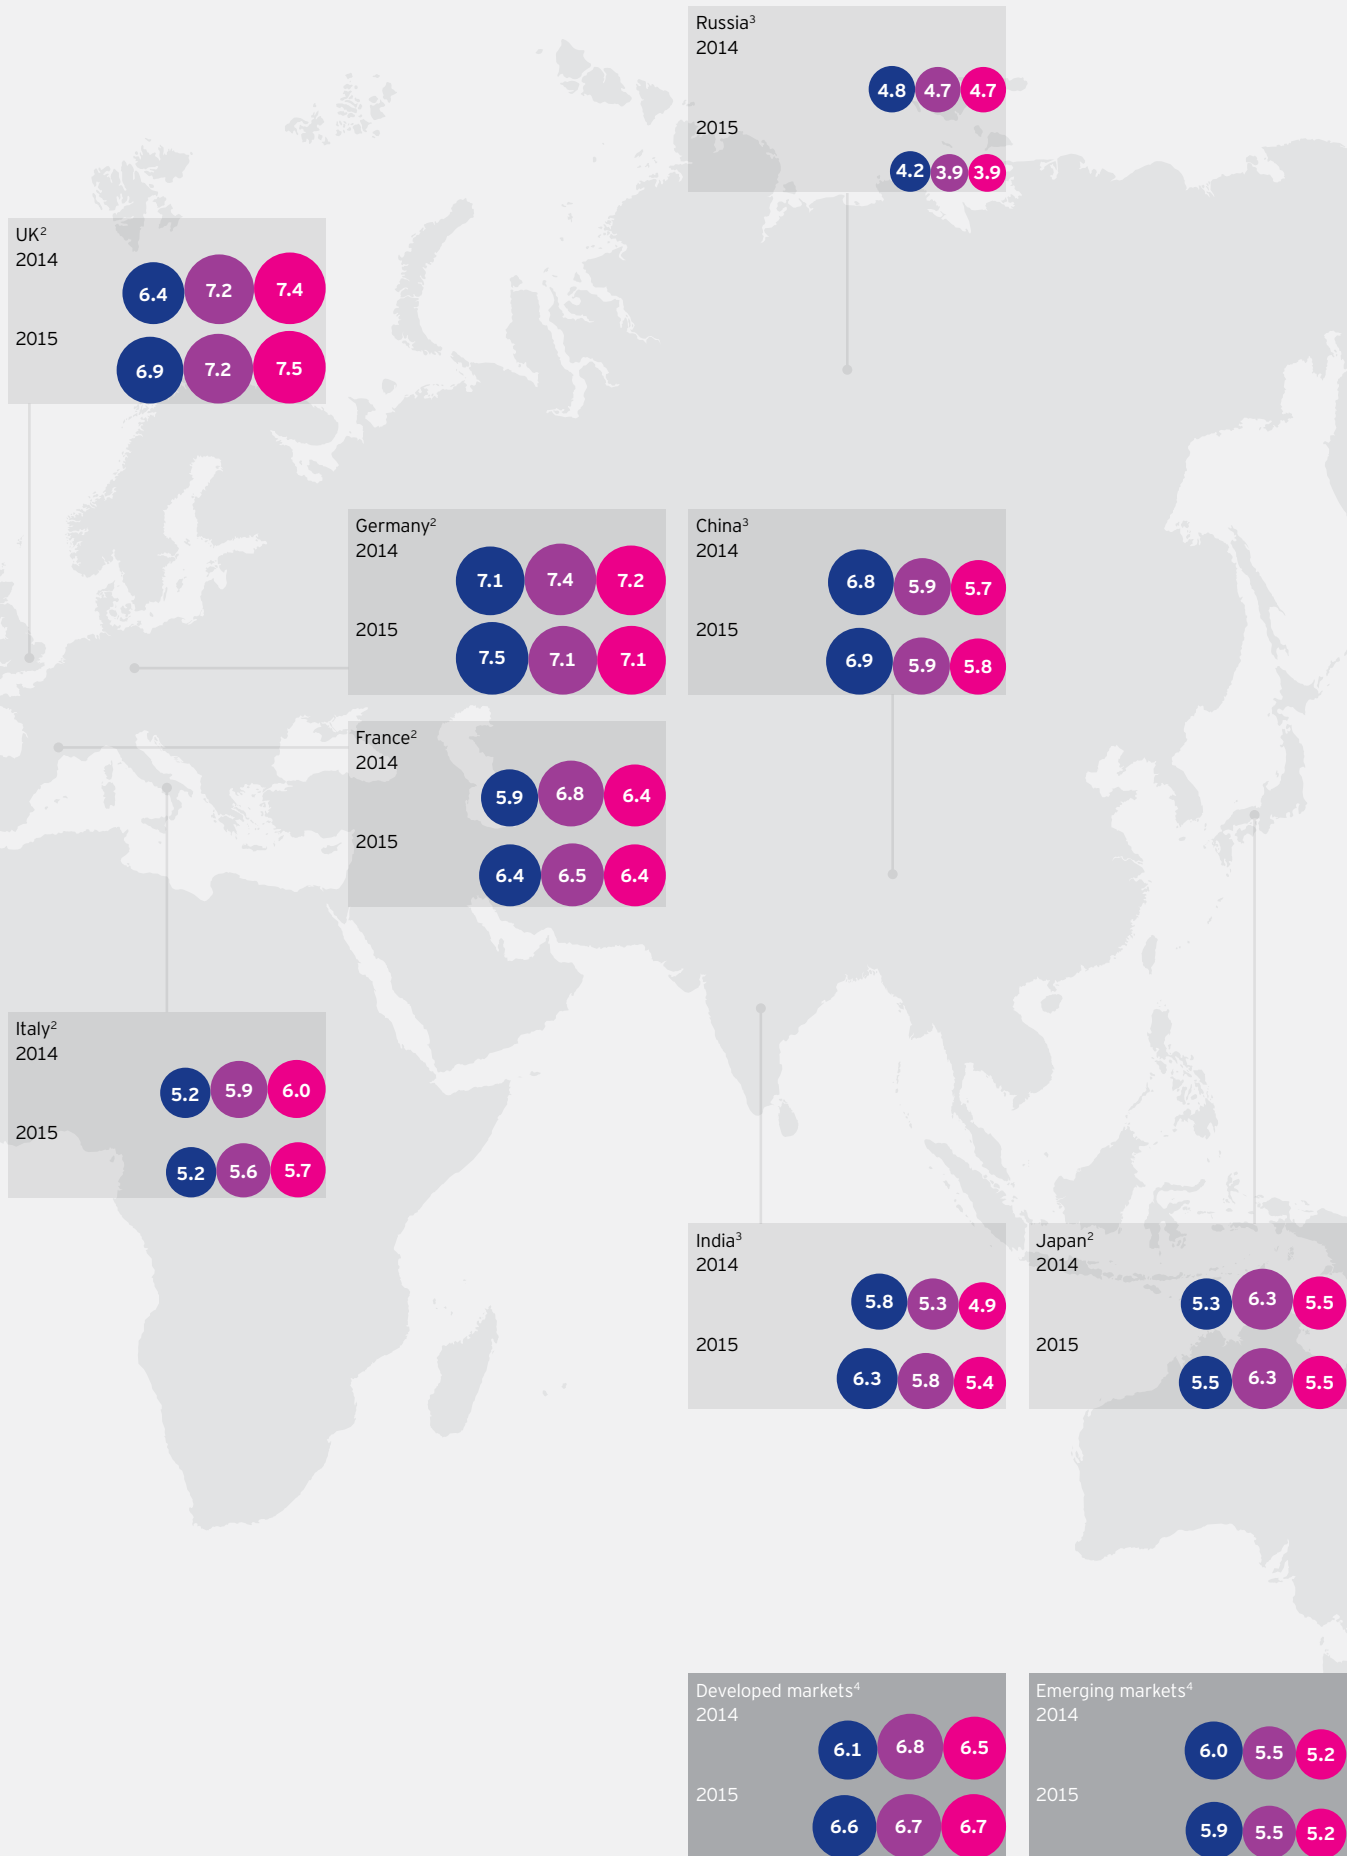 Russia³
2014
4.8 4.7 4.7
2015
4.2 3.9 3.9
UK²
2014
6.4 7.2 7.4
2015
6.9 7.2 7.5
Germany²
2014
7.1 7.4 7.2
2015
7.5 7.1 7.1
China³
2014
6.8 5.9 5.7
2015
6.9 5.9 5.8
France²
2014
5.9 6.8 6.4
2015
6.4 6.5 6.4
Italy²
2014
5.2 5.9 6.0
2015
5.2 5.6 5.7
India³
2014
5.8 5.3 4.9
2015
6.3 5.8 5.4
Japan²
2014
5.3 6.3 5.5
2015
5.5 6.3 5.5
Developed markets⁴
2014
6.1 6.8 6.5
2015
6.6 6.7 6.7
Emerging markets⁴
2014
6.0 5.5 5.2
2015
5.9 5.5 5.2